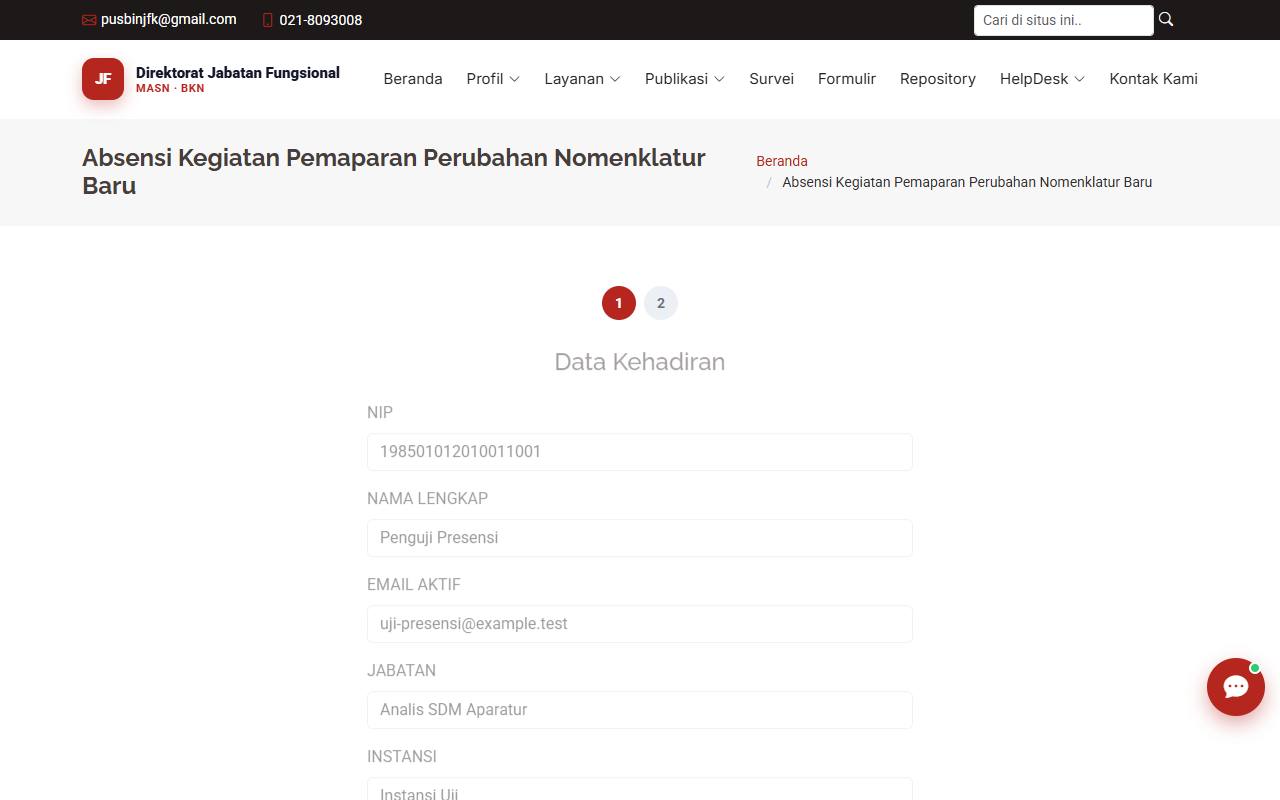 pusbinjfk@gmail.com
021-8093008
Cari di situs ini..
JF
Direktorat Jabatan Fungsional
MASN · BKN
Beranda
Profil
Layanan
Publikasi
Survei
Formulir
Repository
HelpDesk
Kontak Kami
Absensi Kegiatan Pemaparan Perubahan Nomenklatur
Baru
Beranda
/ Absensi Kegiatan Pemaparan Perubahan Nomenklatur Baru
1
2
Data Kehadiran
NIP
198501012010011001
NAMA LENGKAP
Penguji Presensi
EMAIL AKTIF
uji-presensi@example.test
JABATAN
Analis SDM Aparatur
INSTANSI
Instansi Uji